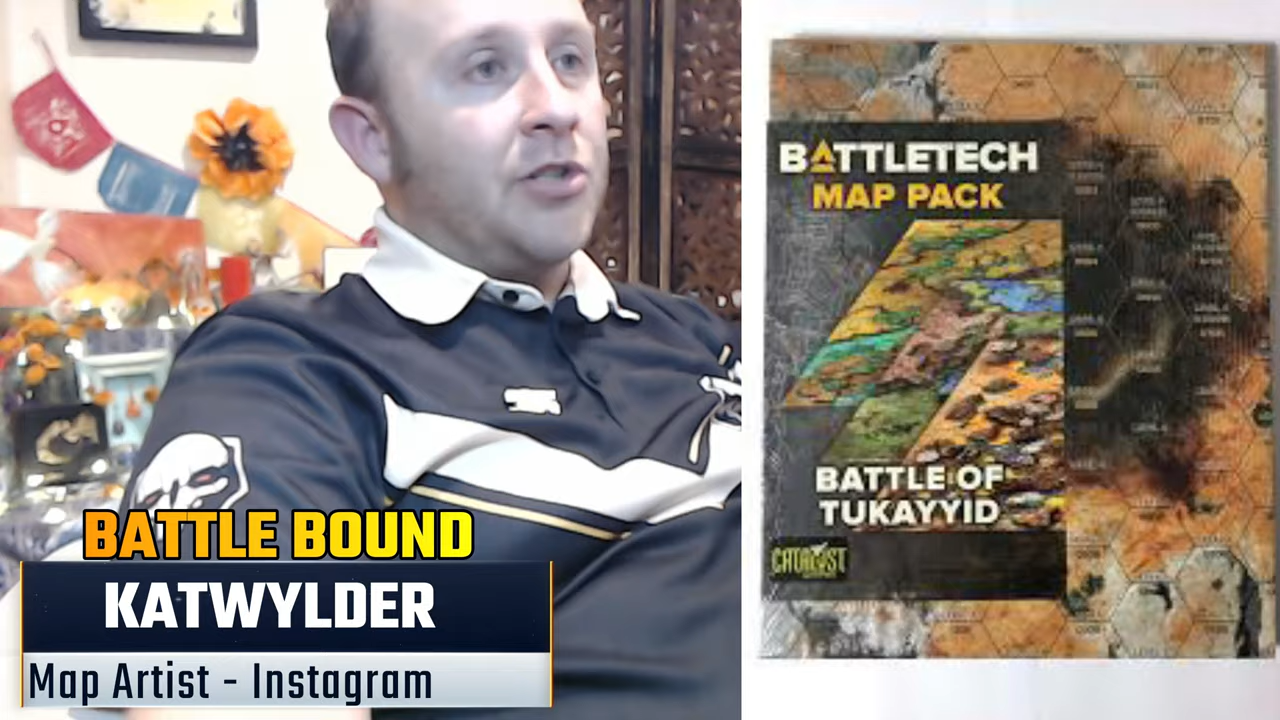 BATTLE BOUND
KATWYLDER
Map Artist - Instagram
BATTLETECH
MAP PACK
BATTLE OF
TUKAYYID
CATALYST